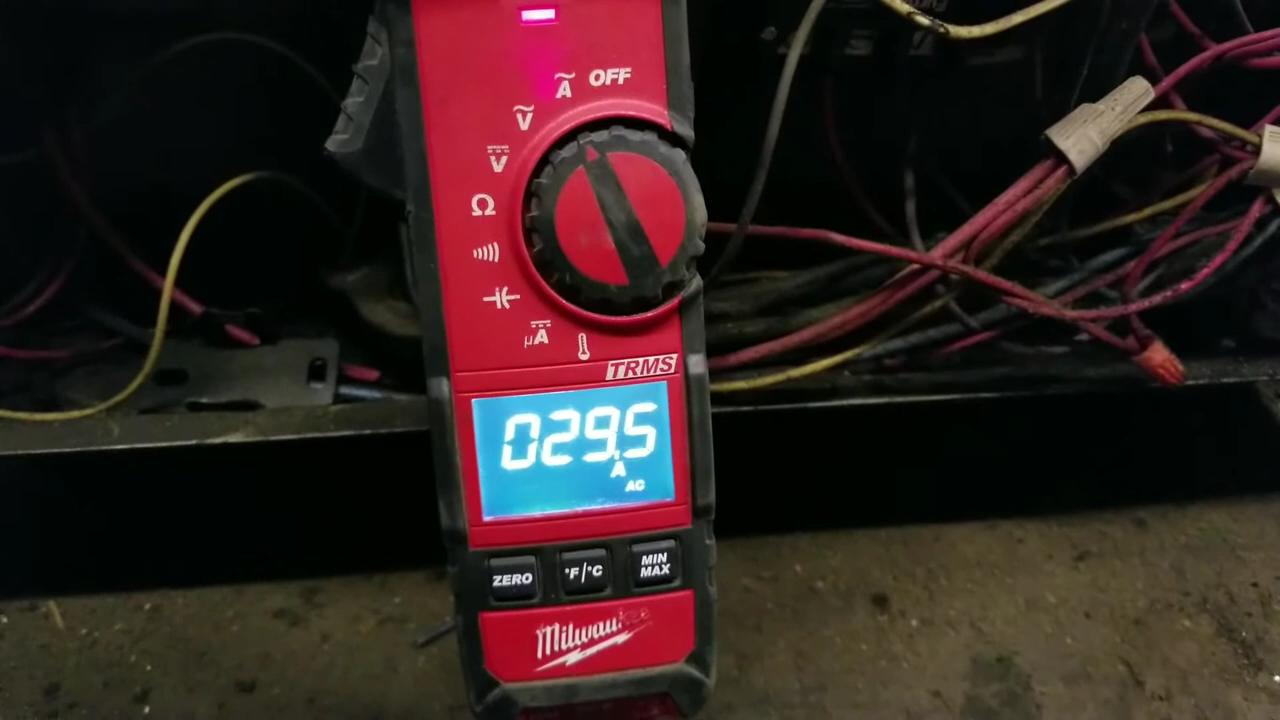 OFF
Ã
Ṽ
V
Ω
µA
TRMS
029.5
A
AC
ZERO
°F/°C
MIN
MAX
Milwaukee